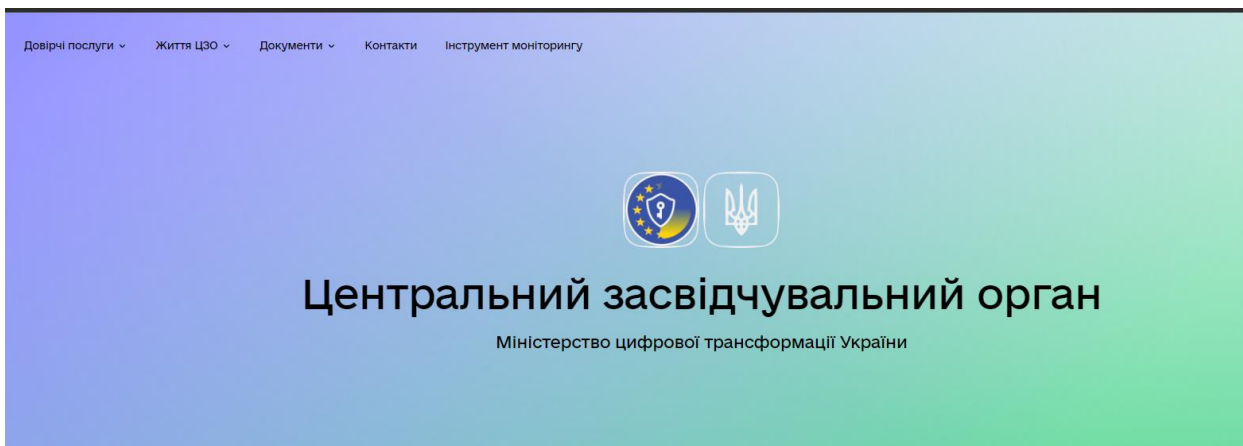 Довірчі послуги Життя ЦЗО Документи Контакти Інструмент моніторингу
Центральний засвідчувальний орган
Міністерство цифрової трансформації України